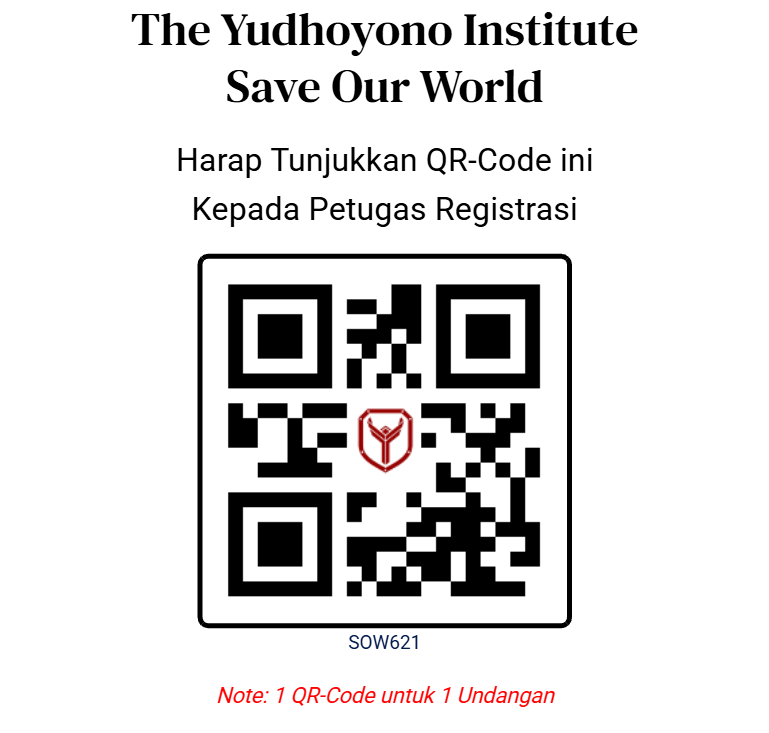 The Yudhoyono Institute
Save Our World
Harap Tunjukkan QR-Code ini
Kepada Petugas Registrasi
SOW621
Note: 1 QR-Code untuk 1 Undangan